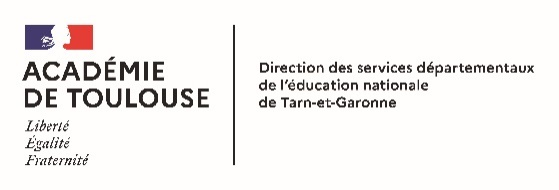 ACADÉMIE
DE TOULOUSE
Liberté
Égalité
Fraternité
Direction des services départementaux
de l'éducation nationale
de Tarn-et-Garonne